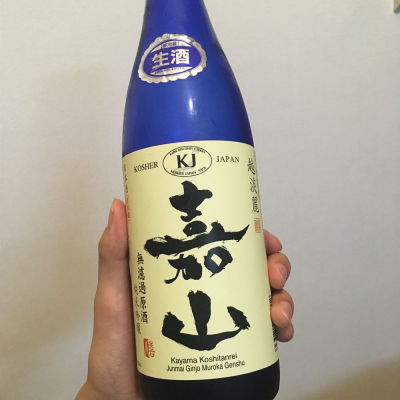 生酒
KOSHER
KJ
JAPAN
越淡麗
嘉山
無濾過原酒
純米吟醸
Kayama Koshitanrei
Junmai Ginjo Muroka Genshu